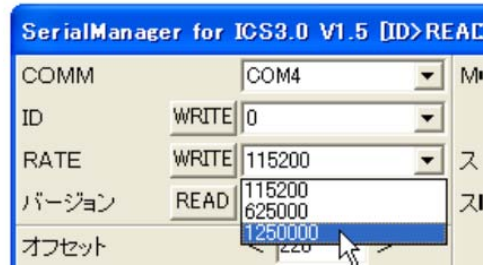 SerialManager for ICS3.0 V1.5 [ID>READ
COMM COM4
ID WRITE 0
RATE WRITE 115200 ス
バージョン READ 115200
625000
1250000
オフセット < 220 >